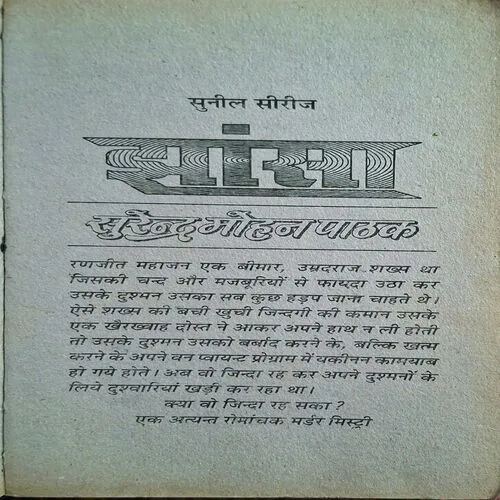 सुनील सीरीज
झांसा
सुरेन्द्र मोहन पाठक
रणजीत महाजन एक बीमार, उम्रदराज शख्स था
जिसकी चन्द और मजबूरियों से फायदा उठा कर
उसके दुश्मन उसका सब कुछ हड़प जाना चाहते थे।
ऐसे शख्स की बची खुची जिन्दगी की कमान उसके
एक खैरख्वाह दोस्त ने आकर अपने हाथ न ली होती
तो उसके दुश्मन उसको बर्बाद करने के, बल्कि खत्म
करने के अपने वन प्वायन्ट प्रोग्राम में यकीनन कामयाब
हो गये होते। अब वो जिन्दा रह कर अपने दुश्मनों के
लिये दुश्वारियां खड़ी कर रहा था।
क्या वो जिन्दा रह सका ?
एक अत्यन्त रोमांचक मर्डर मिस्ट्री